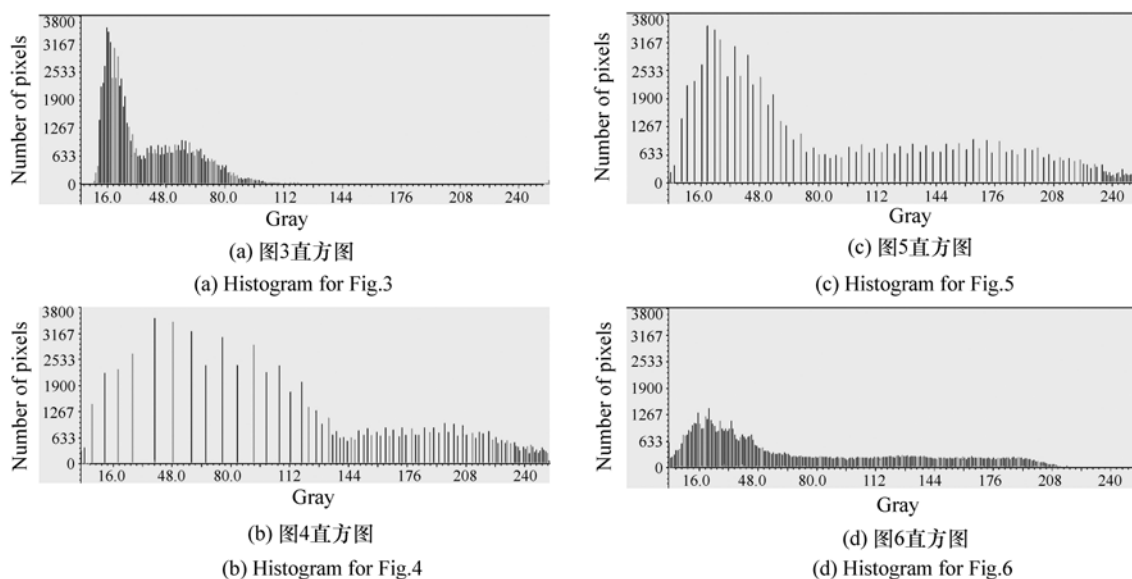 Number of pixels
3800
3167
2533
1900
1267
633
0
16.0 48.0 80.0 112 144 176 208 240
Gray
(a) 图3直方图
(a) Histogram for Fig.3
Number of pixels
3800
3167
2533
1900
1267
633
0
16.0 48.0 80.0 112 144 176 208 240
Gray
(b) 图4直方图
(b) Histogram for Fig.4
Number of pixels
3800
3167
2533
1900
1267
633
0
16.0 48.0 80.0 112 144 176 208 240
Gray
(c) 图5直方图
(c) Histogram for Fig.5
Number of pixels
3800
3167
2533
1900
1267
633
0
16.0 48.0 80.0 112 144 176 208 240
Gray
(d) 图6直方图
(d) Histogram for Fig.6